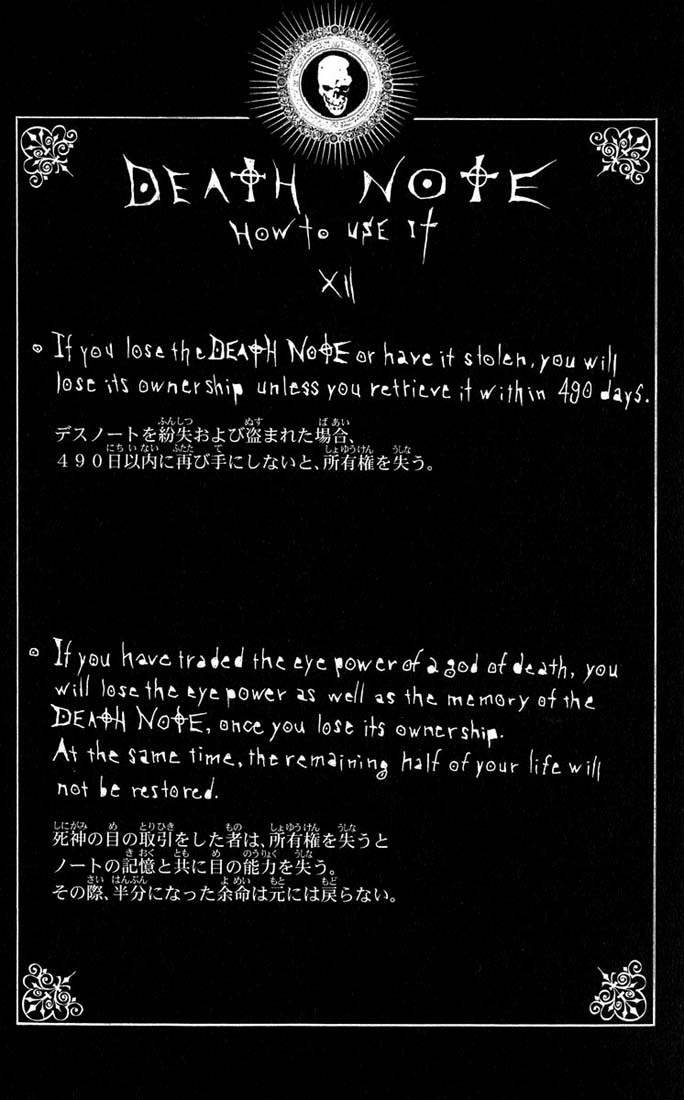 DEATH NOTE
HOW to USE It
XII
If you lose the DEATH NOTE or have it stolen, you will
lose its ownership unless you retrieve it within 490 days.
デスノートを紛失および盗まれた場合、
490日以内に再び手にしないと、所有権を失う。
If you have traded the eye power of a god of death, you
will lose the eye power as well as the memory of the
DEATH NOTE, once you lose its ownership.
At the same time, the remaining half of your life will
not be restored.
死神の目の取引をした者は、所有権を失うと
ノートの記憶と共に目の能力を失う。
その際、半分になった余命は元には戻らない。